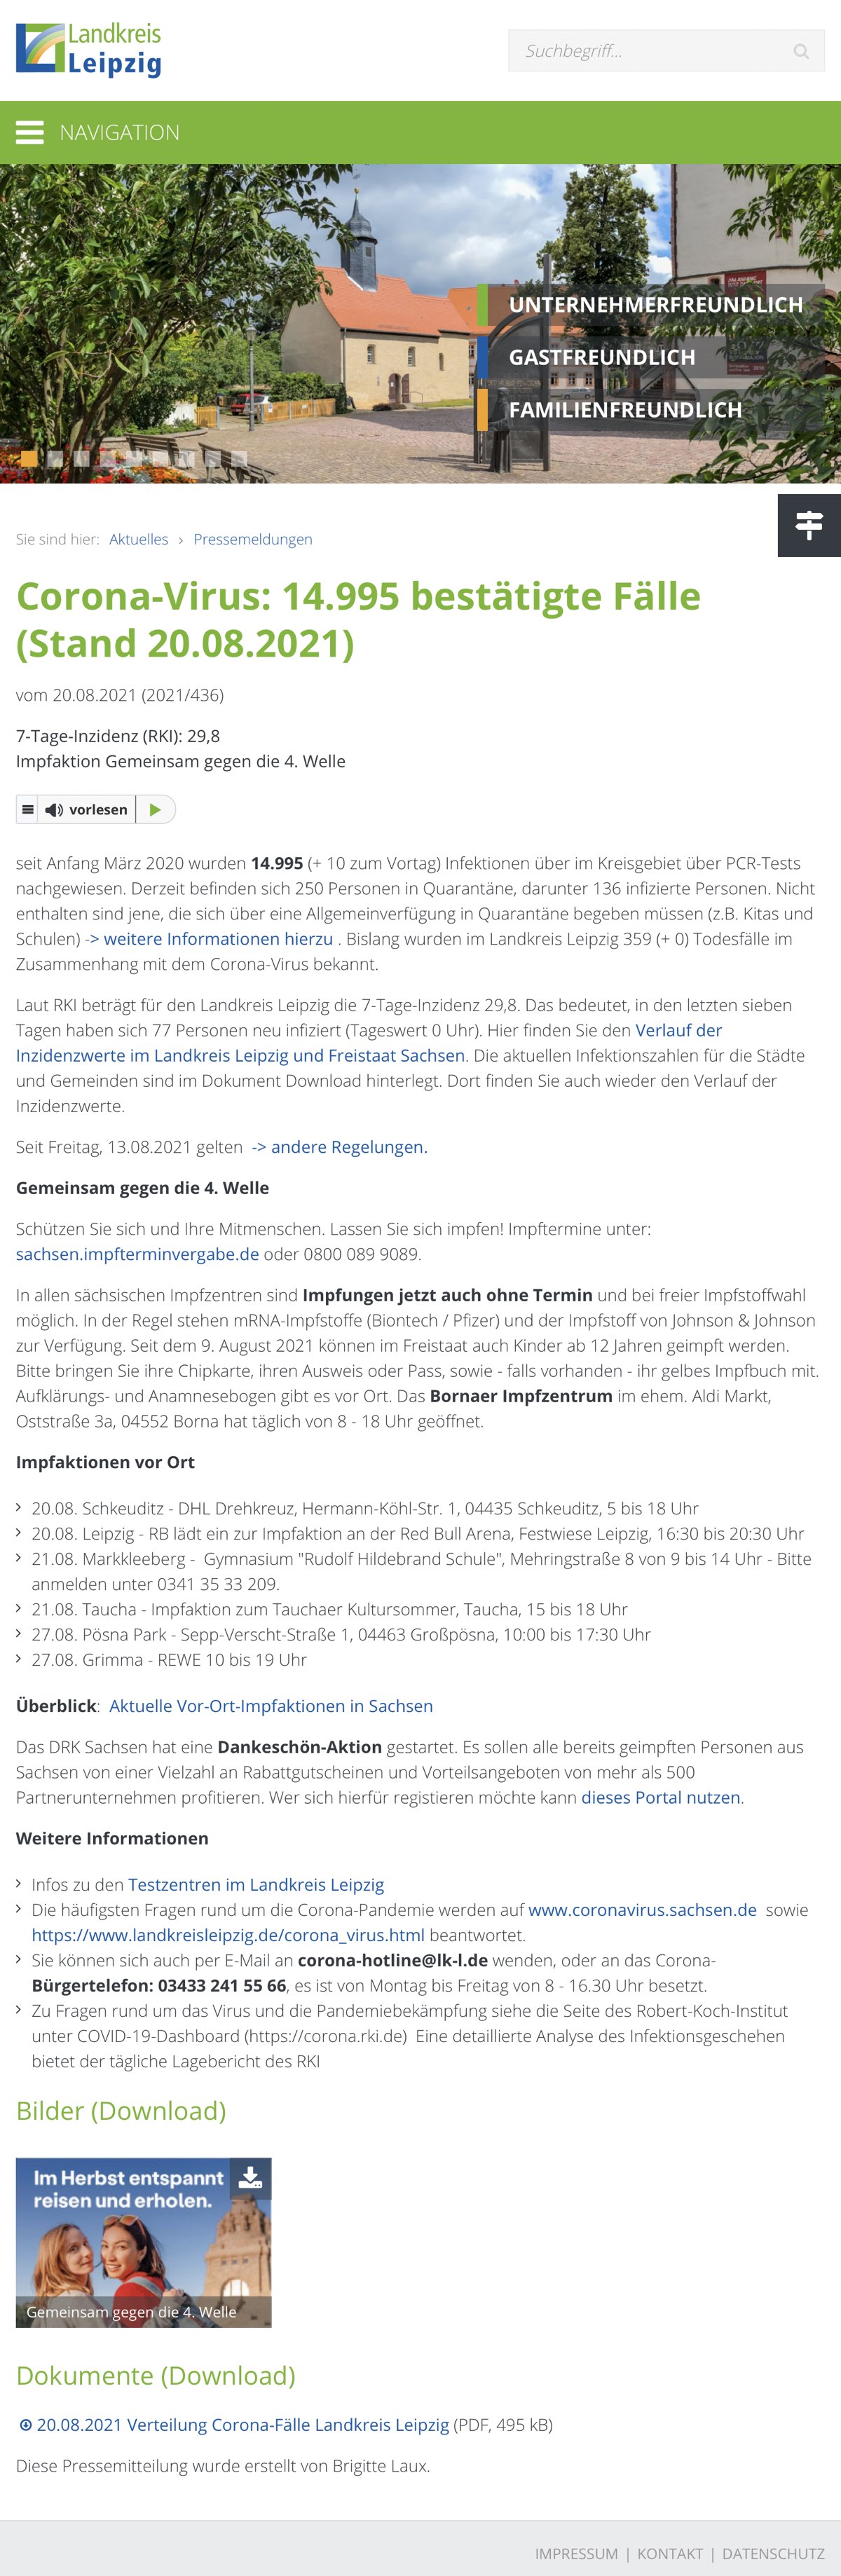 Landkreis
Leipzig
Suchbegriff...
NAVIGATION
UNTERNEHMERFREUNDLICH
GASTFREUNDLICH
FAMILIENFREUNDLICH
Sie sind hier: Aktuelles › Pressemeldungen
Corona-Virus: 14.995 bestätigte Fälle
(Stand 20.08.2021)
vom 20.08.2021 (2021/436)
7-Tage-Inzidenz (RKI): 29,8
Impfaktion Gemeinsam gegen die 4. Welle
vorlesen
seit Anfang März 2020 wurden 14.995 (+ 10 zum Vortag) Infektionen über im Kreisgebiet über PCR-Tests
nachgewiesen. Derzeit befinden sich 250 Personen in Quarantäne, darunter 136 infizierte Personen. Nicht
enthalten sind jene, die sich über eine Allgemeinverfügung in Quarantäne begeben müssen (z.B. Kitas und
Schulen) -> weitere Informationen hierzu . Bislang wurden im Landkreis Leipzig 359 (+ 0) Todesfälle im
Zusammenhang mit dem Corona-Virus bekannt.
Laut RKI beträgt für den Landkreis Leipzig die 7-Tage-Inzidenz 29,8. Das bedeutet, in den letzten sieben
Tagen haben sich 77 Personen neu infiziert (Tageswert 0 Uhr). Hier finden Sie den Verlauf der
Inzidenzwerte im Landkreis Leipzig und Freistaat Sachsen. Die aktuellen Infektionszahlen für die Städte
und Gemeinden sind im Dokument Download hinterlegt. Dort finden Sie auch wieder den Verlauf der
Inzidenzwerte.
Seit Freitag, 13.08.2021 gelten -> andere Regelungen.
Gemeinsam gegen die 4. Welle
Schützen Sie sich und Ihre Mitmenschen. Lassen Sie sich impfen! Impftermine unter:
sachsen.impfterminvergabe.de oder 0800 089 9089.
In allen sächsischen Impfzentren sind Impfungen jetzt auch ohne Termin und bei freier Impfstoffwahl
möglich. In der Regel stehen mRNA-Impfstoffe (Biontech / Pfizer) und der Impfstoff von Johnson & Johnson
zur Verfügung. Seit dem 9. August 2021 können im Freistaat auch Kinder ab 12 Jahren geimpft werden.
Bitte bringen Sie ihre Chipkarte, ihren Ausweis oder Pass, sowie - falls vorhanden - ihr gelbes Impfbuch mit.
Aufklärungs- und Anamnesebogen gibt es vor Ort. Das Bornaer Impfzentrum im ehem. Aldi Markt,
Oststraße 3a, 04552 Borna hat täglich von 8 - 18 Uhr geöffnet.
Impfaktionen vor Ort
20.08. Schkeuditz - DHL Drehkreuz, Hermann-Köhl-Str. 1, 04435 Schkeuditz, 5 bis 18 Uhr
20.08. Leipzig - RB lädt ein zur Impfaktion an der Red Bull Arena, Festwiese Leipzig, 16:30 bis 20:30 Uhr
21.08. Markkleeberg - Gymnasium "Rudolf Hildebrand Schule", Mehringstraße 8 von 9 bis 14 Uhr - Bitte
anmelden unter 0341 35 33 209.
21.08. Taucha - Impfaktion zum Tauchaer Kultursommer, Taucha, 15 bis 18 Uhr
27.08. Pösna Park - Sepp-Verscht-Straße 1, 04463 Großpösna, 10:00 bis 17:30 Uhr
27.08. Grimma - REWE 10 bis 19 Uhr
Überblick: Aktuelle Vor-Ort-Impfaktionen in Sachsen
Das DRK Sachsen hat eine Dankeschön-Aktion gestartet. Es sollen alle bereits geimpften Personen aus
Sachsen von einer Vielzahl an Rabattgutscheinen und Vorteilsangeboten von mehr als 500
Partnerunternehmen profitieren. Wer sich hierfür registieren möchte kann dieses Portal nutzen.
Weitere Informationen
Infos zu den Testzentren im Landkreis Leipzig
Die häufigsten Fragen rund um die Corona-Pandemie werden auf www.coronavirus.sachsen.de sowie
https://www.landkreisleipzig.de/corona_virus.html beantwortet.
Sie können sich auch per E-Mail an corona-hotline@lk-l.de wenden, oder an das Corona-
Bürgertelefon: 03433 241 55 66, es ist von Montag bis Freitag von 8 - 16.30 Uhr besetzt.
Zu Fragen rund um das Virus und die Pandemiebekämpfung siehe die Seite des Robert-Koch-Institut
unter COVID-19-Dashboard (https://corona.rki.de) Eine detaillierte Analyse des Infektionsgeschehen
bietet der tägliche Lagebericht des RKI
Bilder (Download)
Im Herbst entspannt
reisen und erholen.
Gemeinsam gegen die 4. Welle
Dokumente (Download)
20.08.2021 Verteilung Corona-Fälle Landkreis Leipzig (PDF, 495 kB)
Diese Pressemitteilung wurde erstellt von Brigitte Laux.
IMPRESSUM | KONTAKT | DATENSCHUTZ